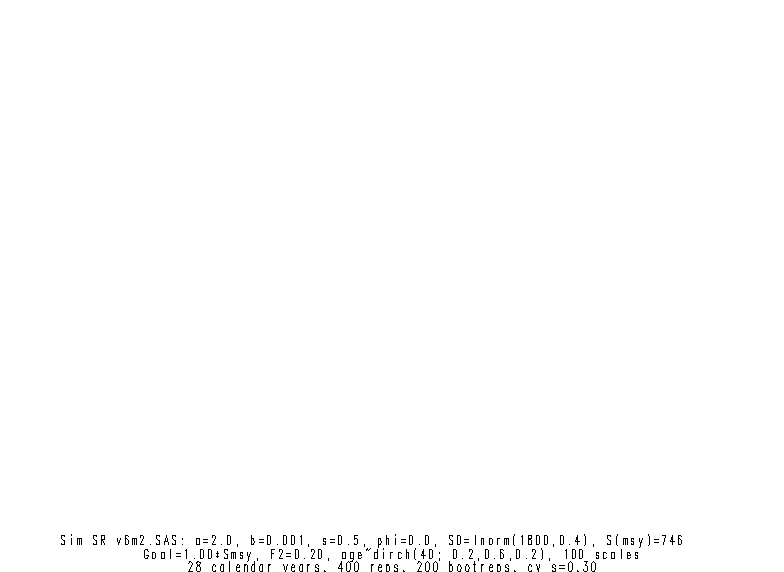 Sim SR v6m2.SAS: a=2.0, b=0.001, s=0.5, phi=0.0, S0=lnorm(1800,0.4), S(msy)=746
Goal=1.00*Smsy, F2=0.20, age~dirch(40; 0.2,0.6,0.2), 100 scales
28 calendar years, 400 reps, 200 bootreps, cv s=0.30